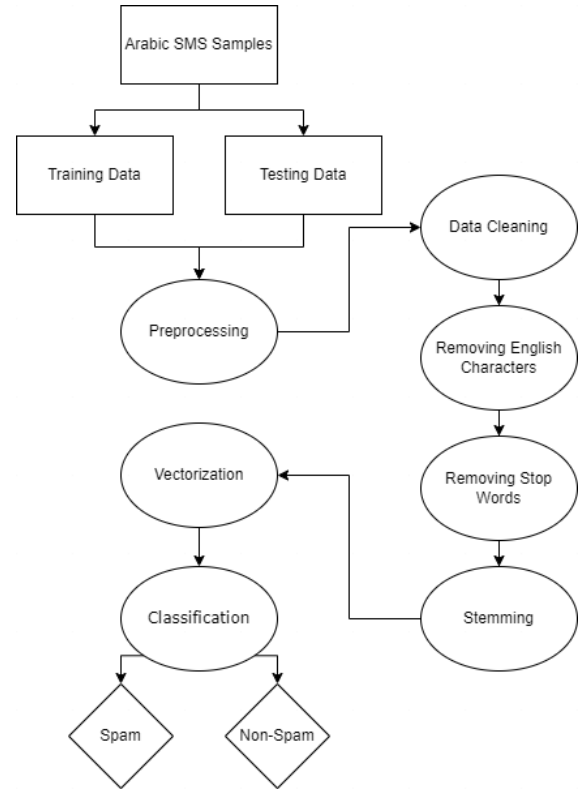 Arabic SMS Samples
Training Data
Testing Data
Preprocessing
Data Cleaning
Removing English
Characters
Removing Stop
Words
Stemming
Vectorization
Classification
Spam
Non-Spam